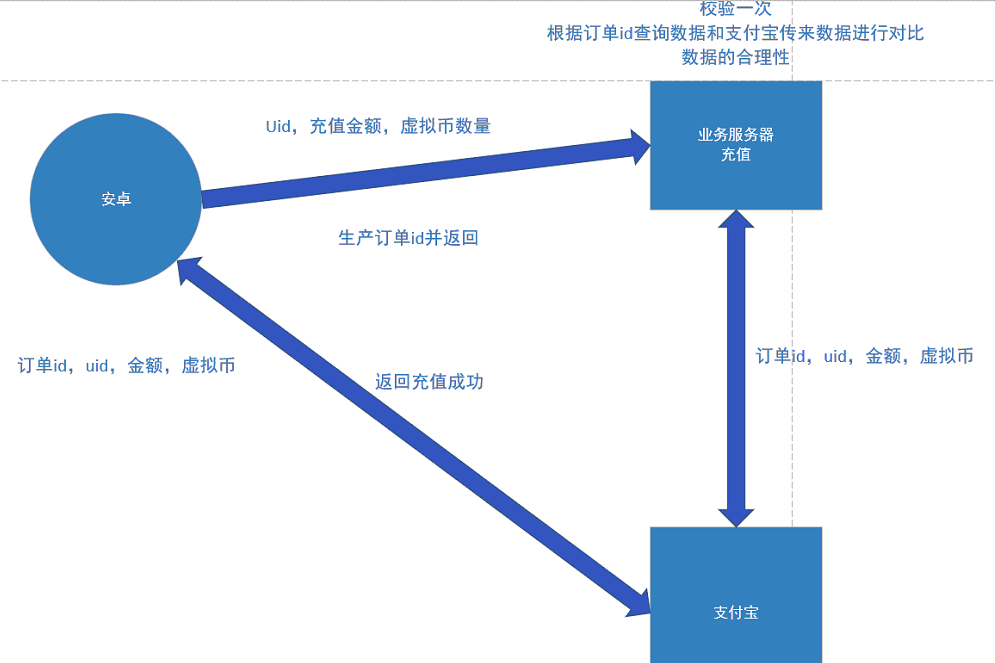 校验一次
根据订单id查询数据和支付宝传来数据进行对比
数据的合理性
Uid，充值金额，虚拟币数量
业务服务器
充值
安卓
生产订单id并返回
订单id，uid，金额，虚拟币
返回充值成功
订单id，uid，金额，虚拟币
支付宝